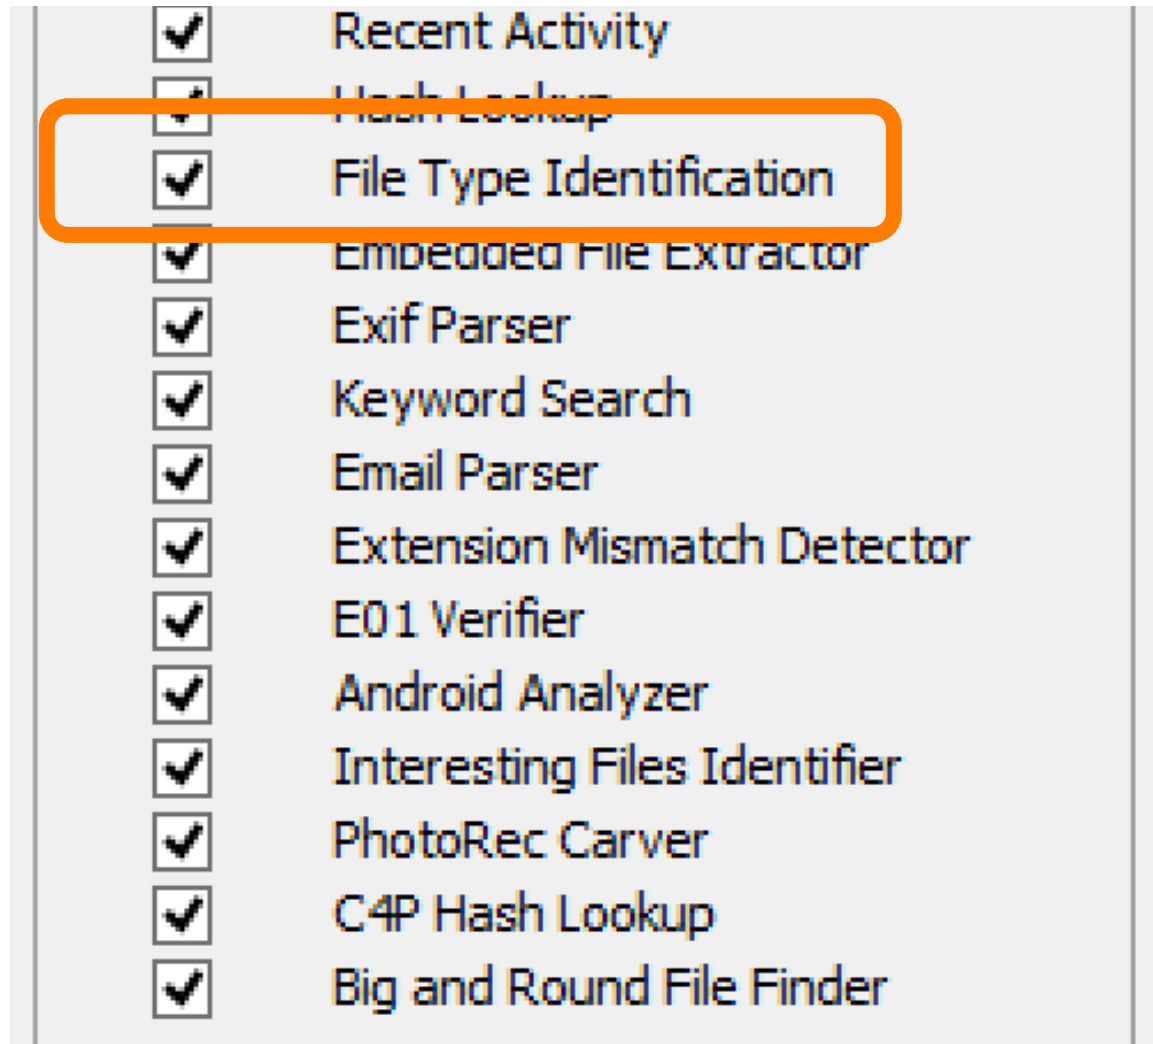 Recent Activity
Hash Lookup
File Type Identification
Embedded File Extractor
Exif Parser
Keyword Search
Email Parser
Extension Mismatch Detector
E01 Verifier
Android Analyzer
Interesting Files Identifier
PhotoRec Carver
C4P Hash Lookup
Big and Round File Finder